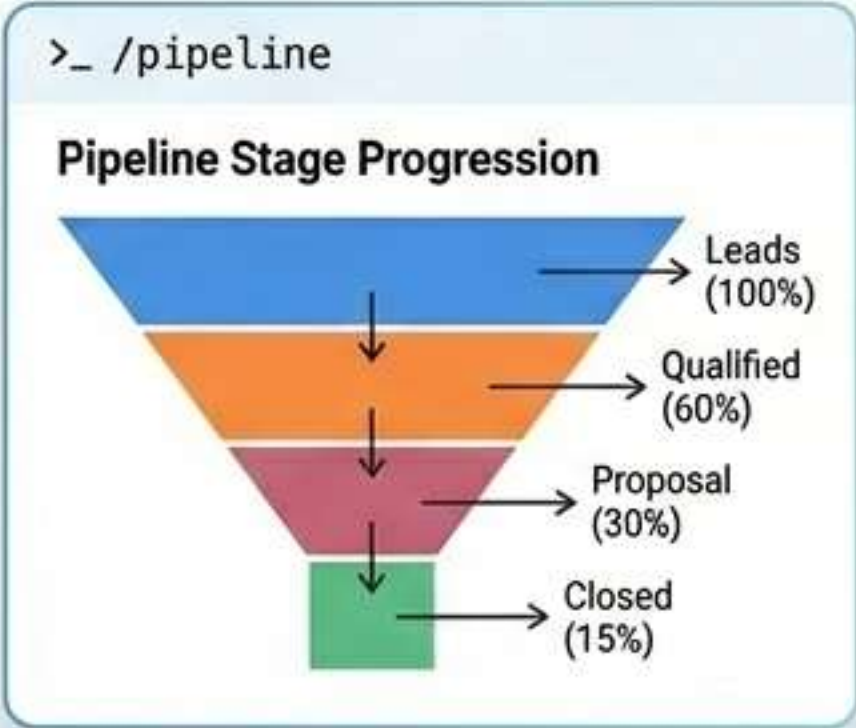 >_ /pipeline
Pipeline Stage Progression
Leads
(100%)
Qualified
(60%)
Proposal
(30%)
Closed
(15%)